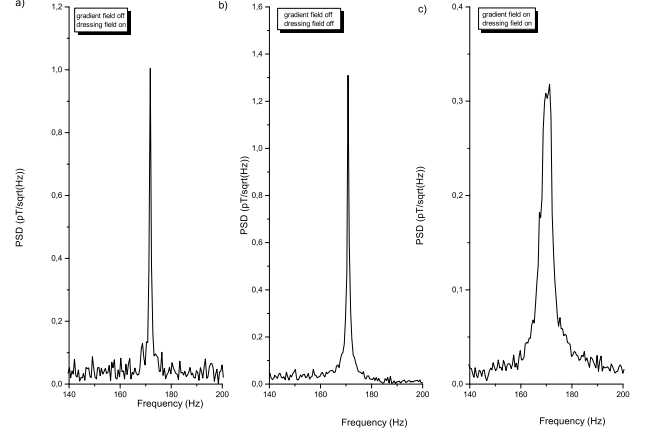 a)
gradient field off
dressing field on
1,2
1,0
0,8
0,6
0,4
0,2
0,0
PSD (pT/sqrt(Hz))
140 160 180 200
Frequency (Hz)
b)
gradient field off
dressing field off
1,6
1,4
1,2
1,0
0,8
0,6
0,4
0,2
0,0
PSD (pT/sqrt(Hz))
140 160 180 200
Frequency (Hz)
c)
gradient field on
dressing field on
0,4
0,3
0,2
0,1
0,0
PSD (pT/sqrt(Hz))
140 160 180 200
Frequency (Hz)